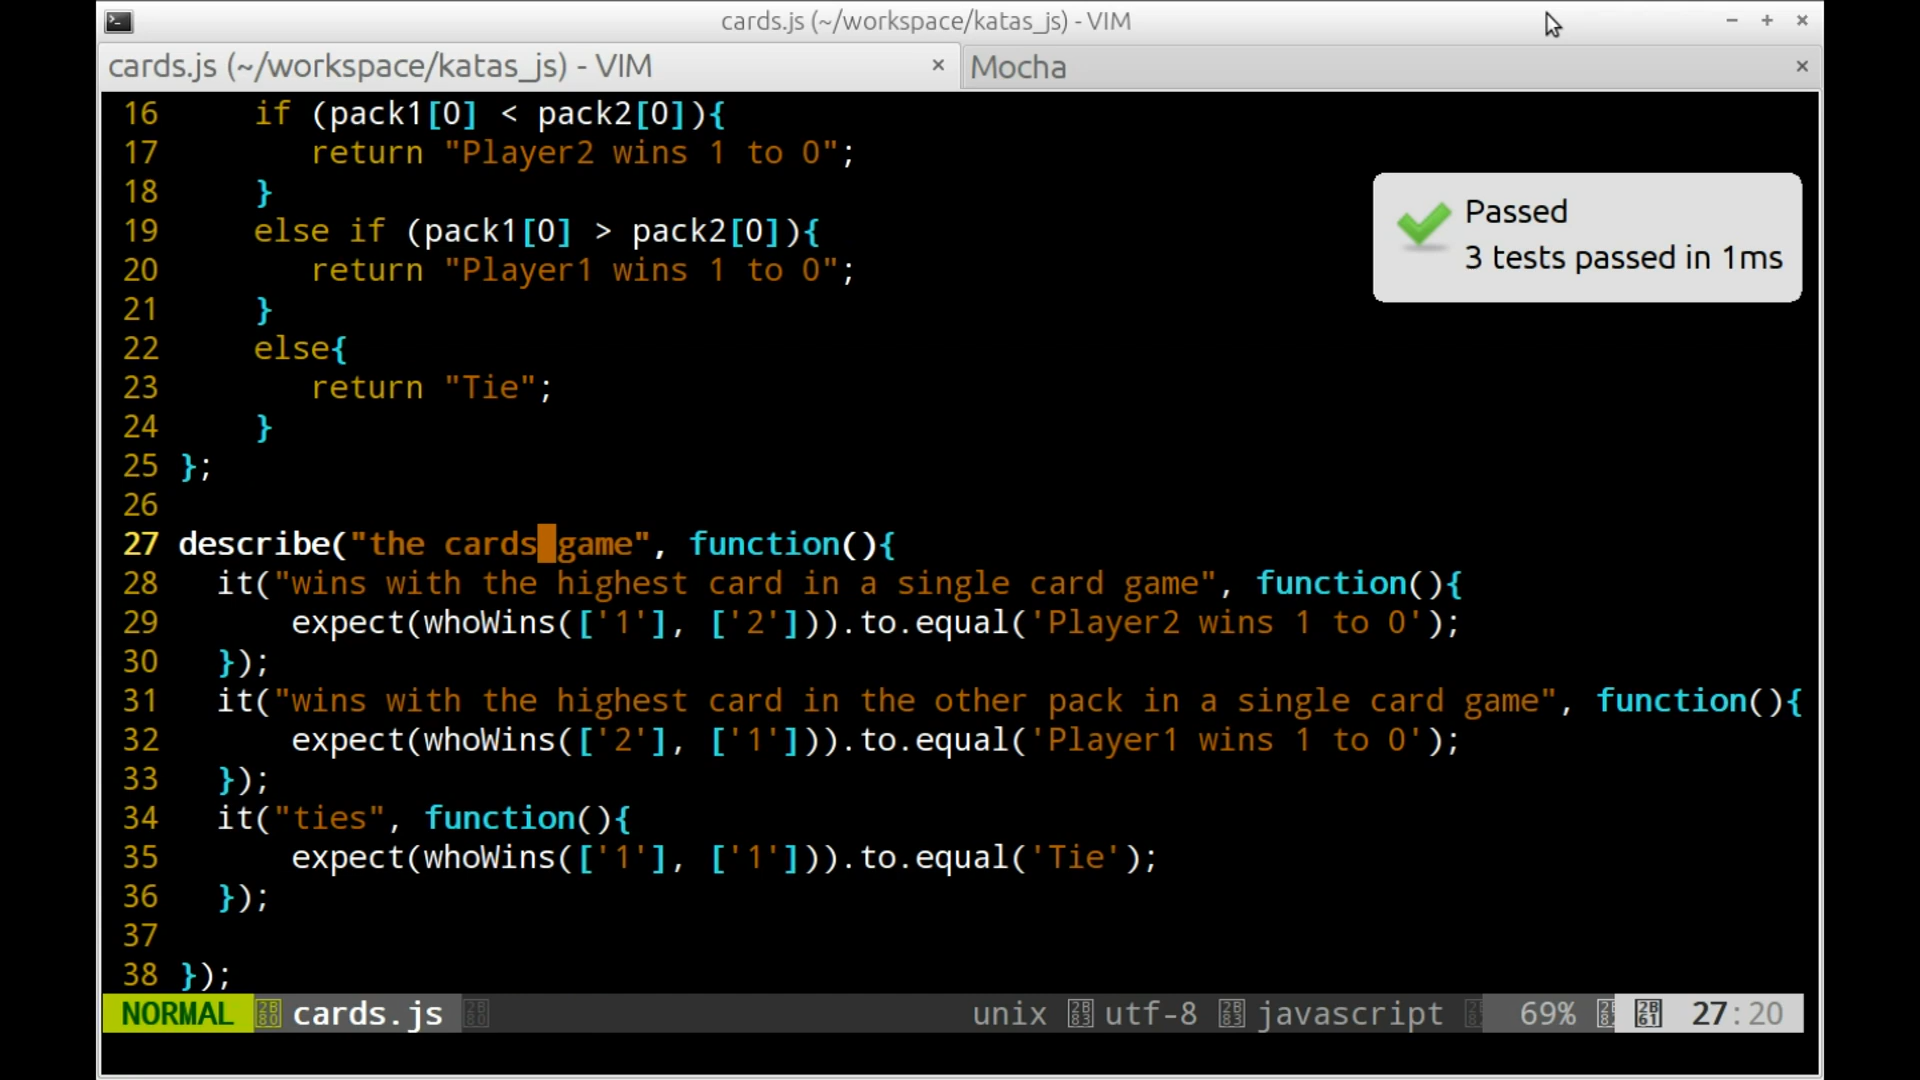 cards.js (~/workspace/katas_js) - VIM
cards.js (~/workspace/katas_js) - VIM × Mocha ×
16 if (pack1[0] < pack2[0]){
17 return "Player2 wins 1 to 0";
18 }
19 else if (pack1[0] > pack2[0]){
20 return "Player1 wins 1 to 0";
21 }
22 else{
23 return "Tie";
24 }
25 };
26
27 describe("the cards game", function(){
28 it("wins with the highest card in a single card game", function(){
29 expect(whoWins(['1'], ['2'])).to.equal('Player2 wins 1 to 0');
30 });
31 it("wins with the highest card in the other pack in a single card game", function(){
32 expect(whoWins(['2'], ['1'])).to.equal('Player1 wins 1 to 0');
33 });
34 it("ties", function(){
35 expect(whoWins(['1'], ['1'])).to.equal('Tie');
36 });
37
38 });
Passed
3 tests passed in 1ms
NORMAL cards.js unix utf-8 javascript 69% 27:20